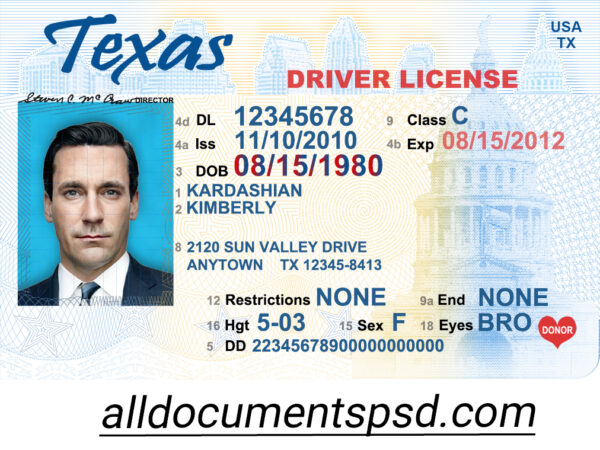 Texas
USA
TX
DRIVER LICENSE
Steven C. McCraw DIRECTOR
4d DL 12345678 9 Class C
4a Iss 11/10/2010 4b Exp 08/15/2012
3 DOB 08/15/1980
1 KARDASHIAN
2 KIMBERLY
8 2120 SUN VALLEY DRIVE
ANYTOWN TX 12345-8413
12 Restrictions NONE 9a End NONE
16 Hgt 5-03 15 Sex F 18 Eyes BRO DONOR
5 DD 22345678900000000000
alldocumentspsd.com